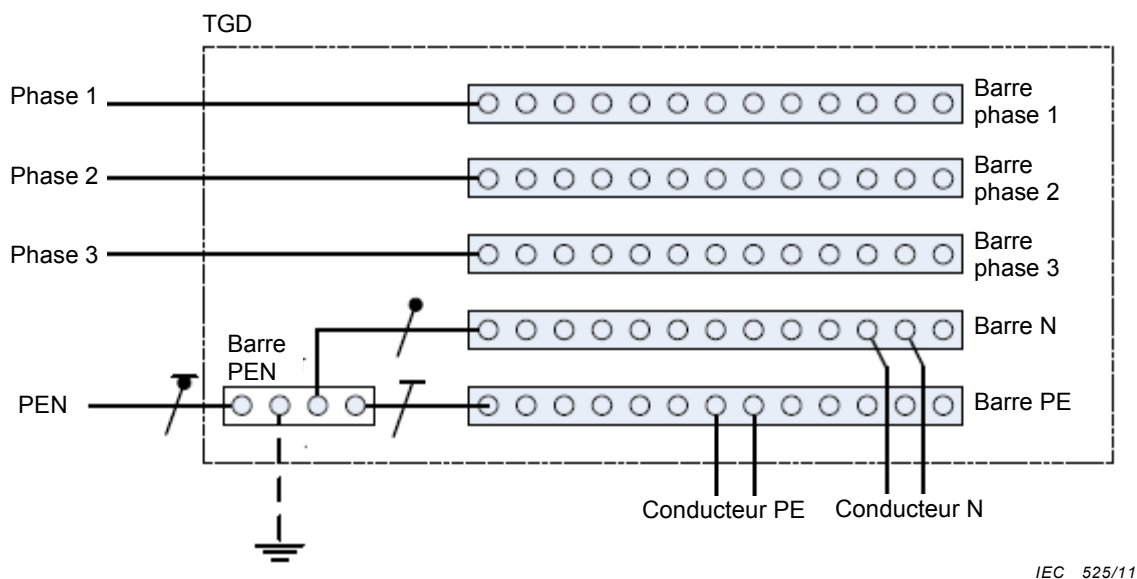 TGD
Phase 1
Barre
phase 1
Phase 2
Barre
phase 2
Phase 3
Barre
phase 3
Barre
PEN
Barre N
PEN
Barre PE
Conducteur PE
Conducteur N
IEC 525/11